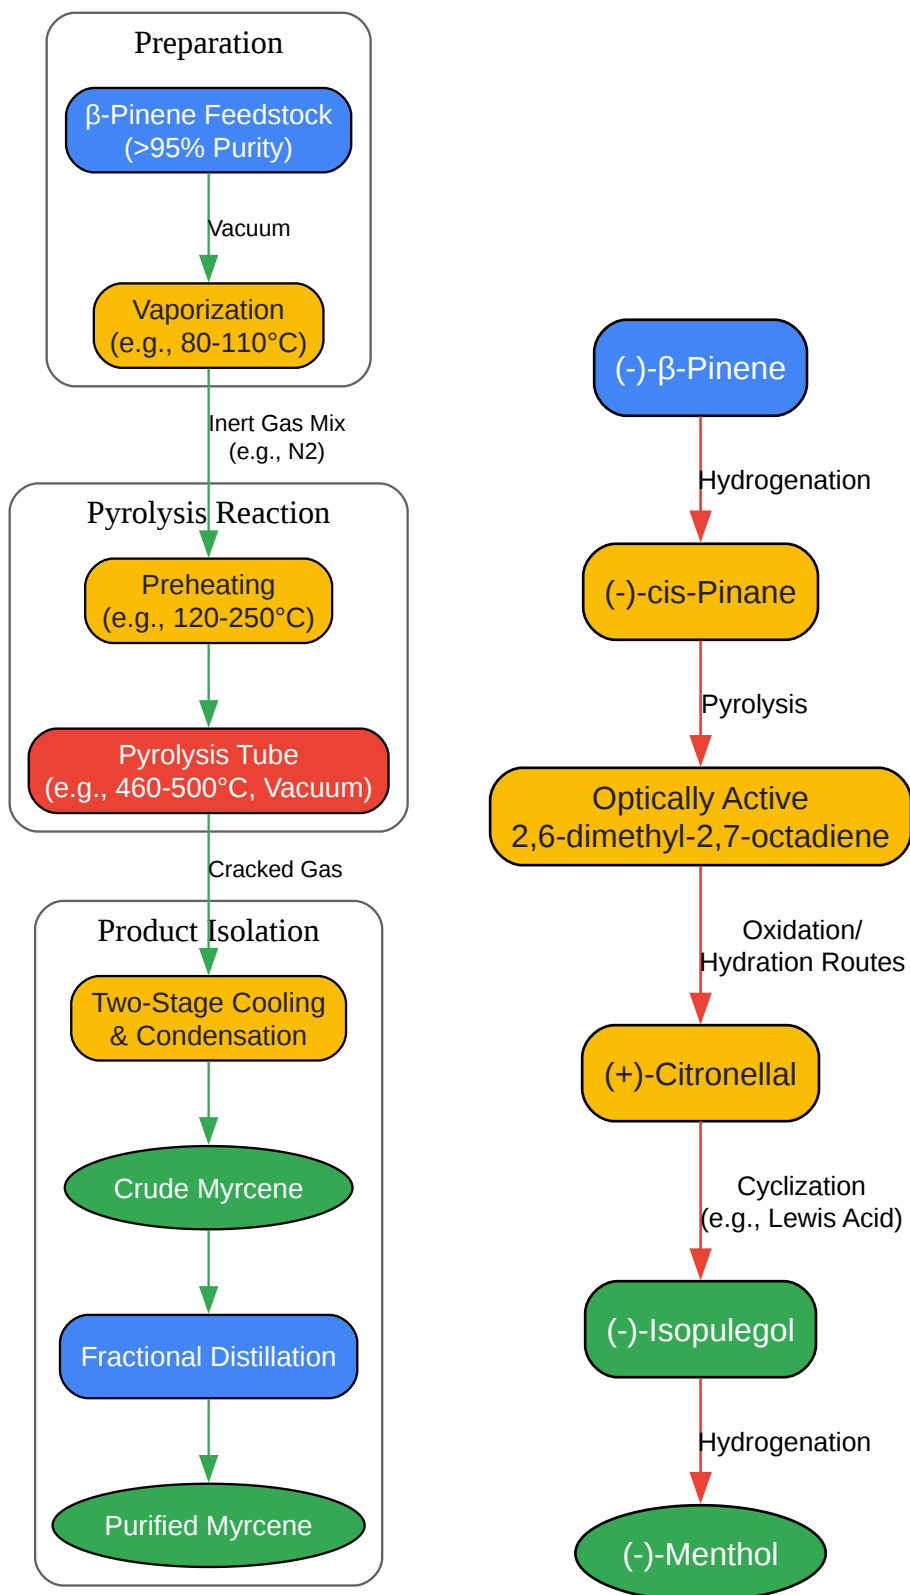 Preparation
β-Pinene Feedstock
(>95% Purity)
Vacuum
Vaporization
(e.g., 80-110°C)
Inert Gas Mix
(e.g., N2)
Pyrolysis Reaction
Preheating
(e.g., 120-250°C)
Pyrolysis Tube
(e.g., 460-500°C, Vacuum)
Cracked Gas
Product Isolation
Two-Stage Cooling
& Condensation
Crude Myrcene
Fractional Distillation
Purified Myrcene
(-)-β-Pinene
Hydrogenation
(-)-cis-Pinane
Pyrolysis
Optically Active
2,6-dimethyl-2,7-octadiene
Oxidation/
Hydration Routes
(+)-Citronellal
Cyclization
(e.g., Lewis Acid)
(-)-Isopulegol
Hydrogenation
(-)-Menthol